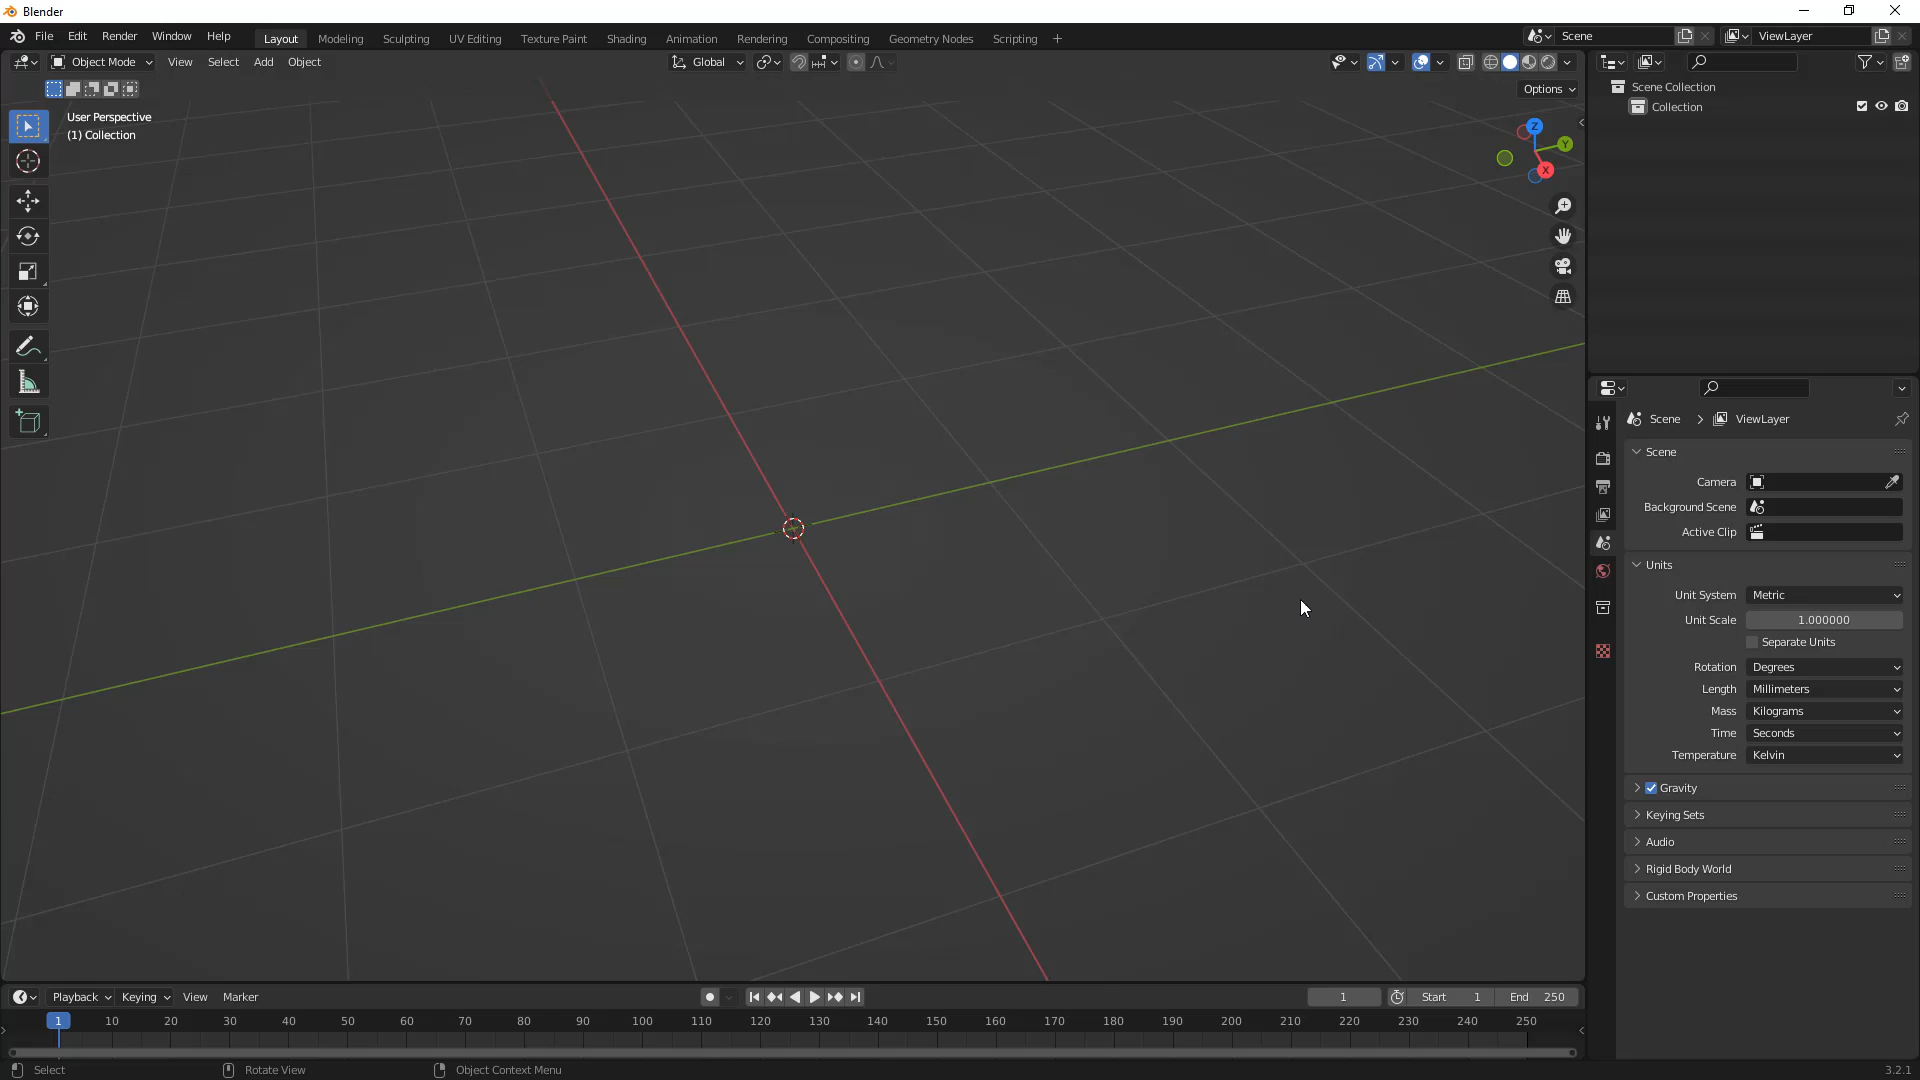 Blender
File Edit Render Window Help Layout Modeling Sculpting UV Editing Texture Paint Shading Animation Rendering Compositing Geometry Nodes Scripting + Scene ViewLayer
Object Mode View Select Add Object Global
Options
User Perspective
(1) Collection
Z
Y
X
Scene Collection
Collection
Scene > ViewLayer
Scene
Camera
Background Scene
Active Clip
Units
Unit System Metric
Unit Scale 1.000000
Separate Units
Rotation Degrees
Length Millimeters
Mass Kilograms
Time Seconds
Temperature Kelvin
Gravity
Keying Sets
Audio
Rigid Body World
Custom Properties
Playback Keying View Marker 1 Start 1 End 250
1 10 20 30 40 50 60 70 80 90 100 110 120 130 140 150 160 170 180 190 200 210 220 230 240 250
Select Rotate View Object Context Menu 3.2.1